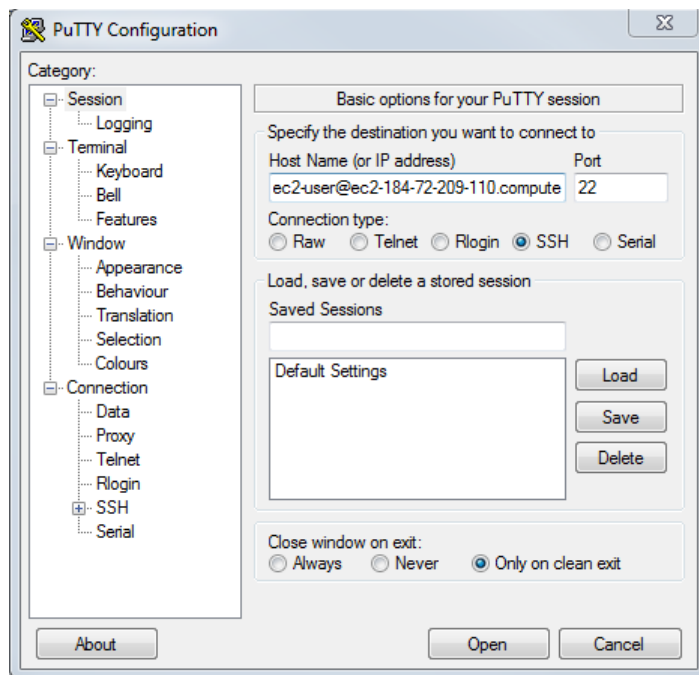 PuTTY Configuration
Category:
Session
Logging
Terminal
Keyboard
Bell
Features
Window
Appearance
Behaviour
Translation
Selection
Colours
Connection
Data
Proxy
Telnet
Rlogin
SSH
Serial
Basic options for your PuTTY session
Specify the destination you want to connect to
Host Name (or IP address) Port
ec2-user@ec2-184-72-209-110.compute 22
Connection type:
Raw Telnet Rlogin SSH Serial
Load, save or delete a stored session
Saved Sessions
Default Settings
Load
Save
Delete
Close window on exit:
Always Never Only on clean exit
About Open Cancel